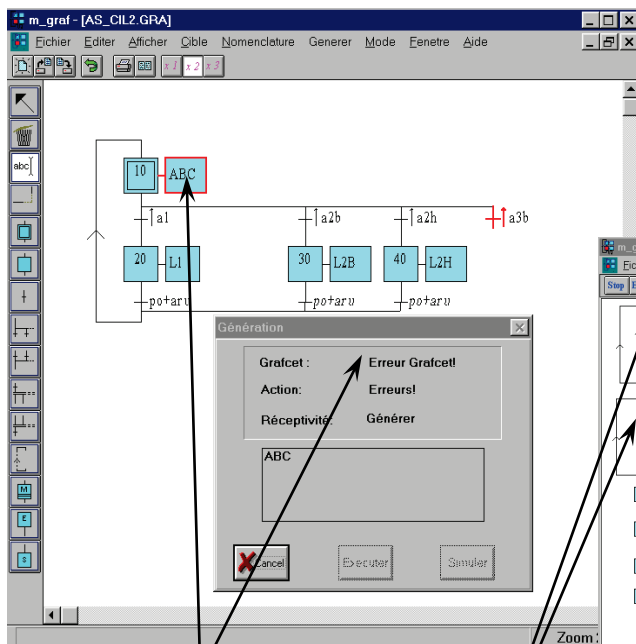 m_graf - [AS_CIL2.GRA]
Fichier Editer Afficher Cible Nomenclature Generer Mode Fenetre Aide
x 1 x 2 x 3
abc
10 ABC
a1 a2b a2h a3b
20 L1 30 L2B 40 L2H
po+aru po+aru po+aru
Génération
Grafcet : Erreur Grafcet!
Action: Erreurs!
Réceptivité: Générer
ABC
Cancel Executer Simuler
M
E
S
Stop
Zoom